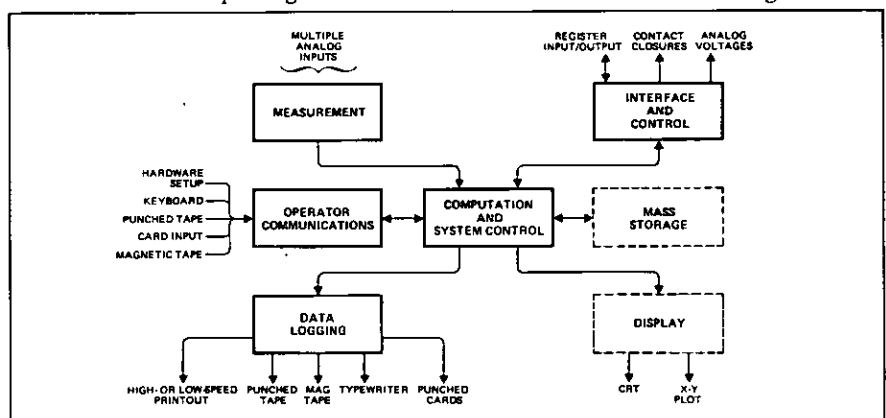 MULTIPLE
ANALOG
INPUTS
REGISTER
INPUT/OUTPUT
CONTACT
CLOSURES
ANALOG
VOLTAGES
MEASUREMENT
INTERFACE
AND
CONTROL
HARDWARE
SETUP
KEYBOARD
PUNCHED TAPE
CARD INPUT
MAGNETIC TAPE
OPERATOR
COMMUNICATIONS
COMPUTATION
AND
SYSTEM CONTROL
MASS
STORAGE
DATA
LOGGING
DISPLAY
HIGH- OR LOW-SPEED
PRINTOUT
PUNCHED
TAPE
MAG
TAPE
TYPEWRITER
PUNCHED
CARDS
CRT
X-Y
PLOT